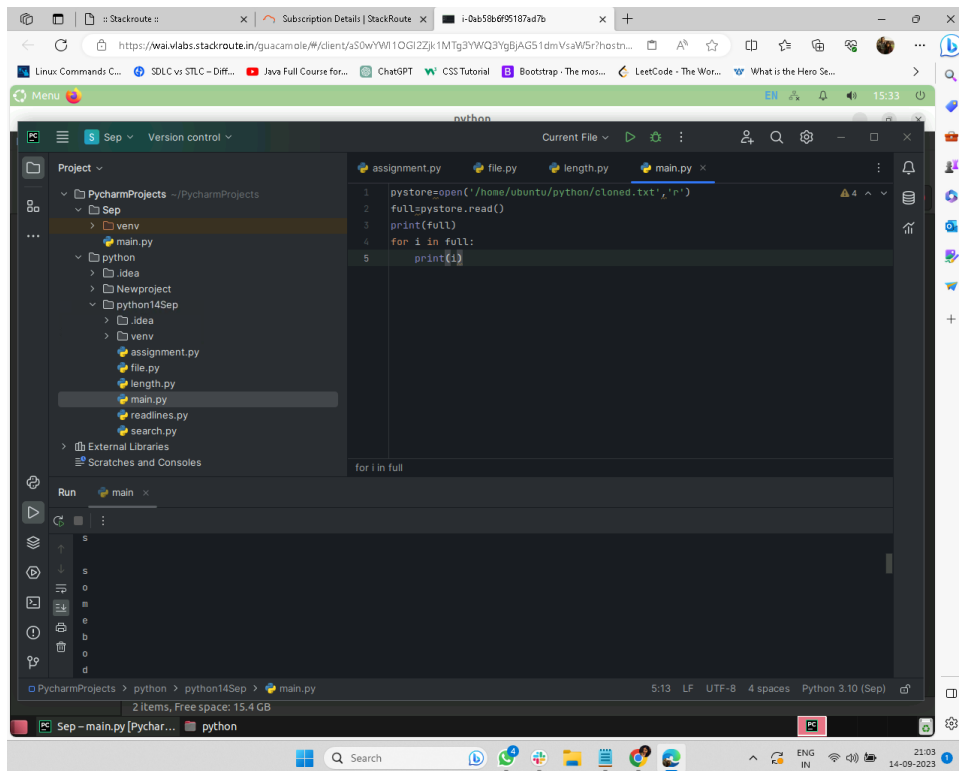 :: Stackroute ::
Subscription Details | StackRoute
i-0ab58b6f95187ad7b
https://wai.vlabs.stackroute.in/guacamole/#/client/aS0wYWI1OGI2Zjk1MTg3YWQ3YgBjAG51dmVsaW5r?hostn...
Linux Commands C...
SDLC vs STLC – Diff...
Java Full Course for...
ChatGPT
CSS Tutorial
Bootstrap · The mos...
LeetCode - The Wor...
What is the Hero Se...
Menu
EN
15:33
python
PC
S Sep
Version control
Current File
Project
assignment.py
file.py
length.py
main.py
PycharmProjects ~/PycharmProjects
Sep
venv
main.py
python
.idea
Newproject
python14Sep
.idea
venv
assignment.py
file.py
length.py
main.py
readlines.py
search.py
External Libraries
Scratches and Consoles
1 pystore=open('/home/ubuntu/python/cloned.txt','r')
2 full=pystore.read()
3 print(full)
4 for i in full:
5 print(i)
4
for i in full
Run
main
s
s
o
m
e
b
o
d
PycharmProjects > python > python14Sep > main.py
5:13 LF UTF-8 4 spaces Python 3.10 (Sep)
2 items, Free space: 15.4 GB
PC Sep – main.py [Pychar...
python
PC
Search
4
ENG
IN
21:03
14-09-2023
1